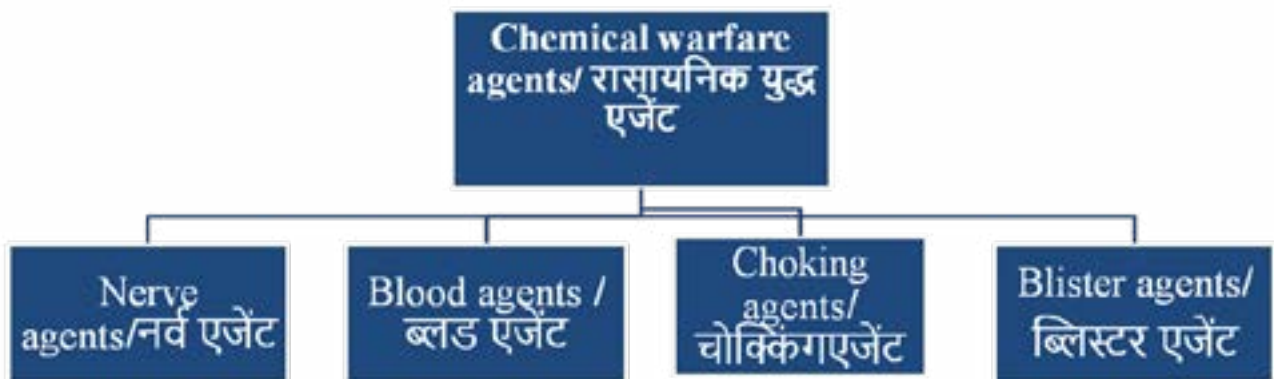 Chemical warfare
agents/ रासायनिक युद्ध
एजेंट
Nerve
agents/नर्व एजेंट
Blood agents /
ब्लड एजेंट
Choking
agents/
चोक्किंगएजेंट
Blister agents/
ब्लिस्टर एजेंट